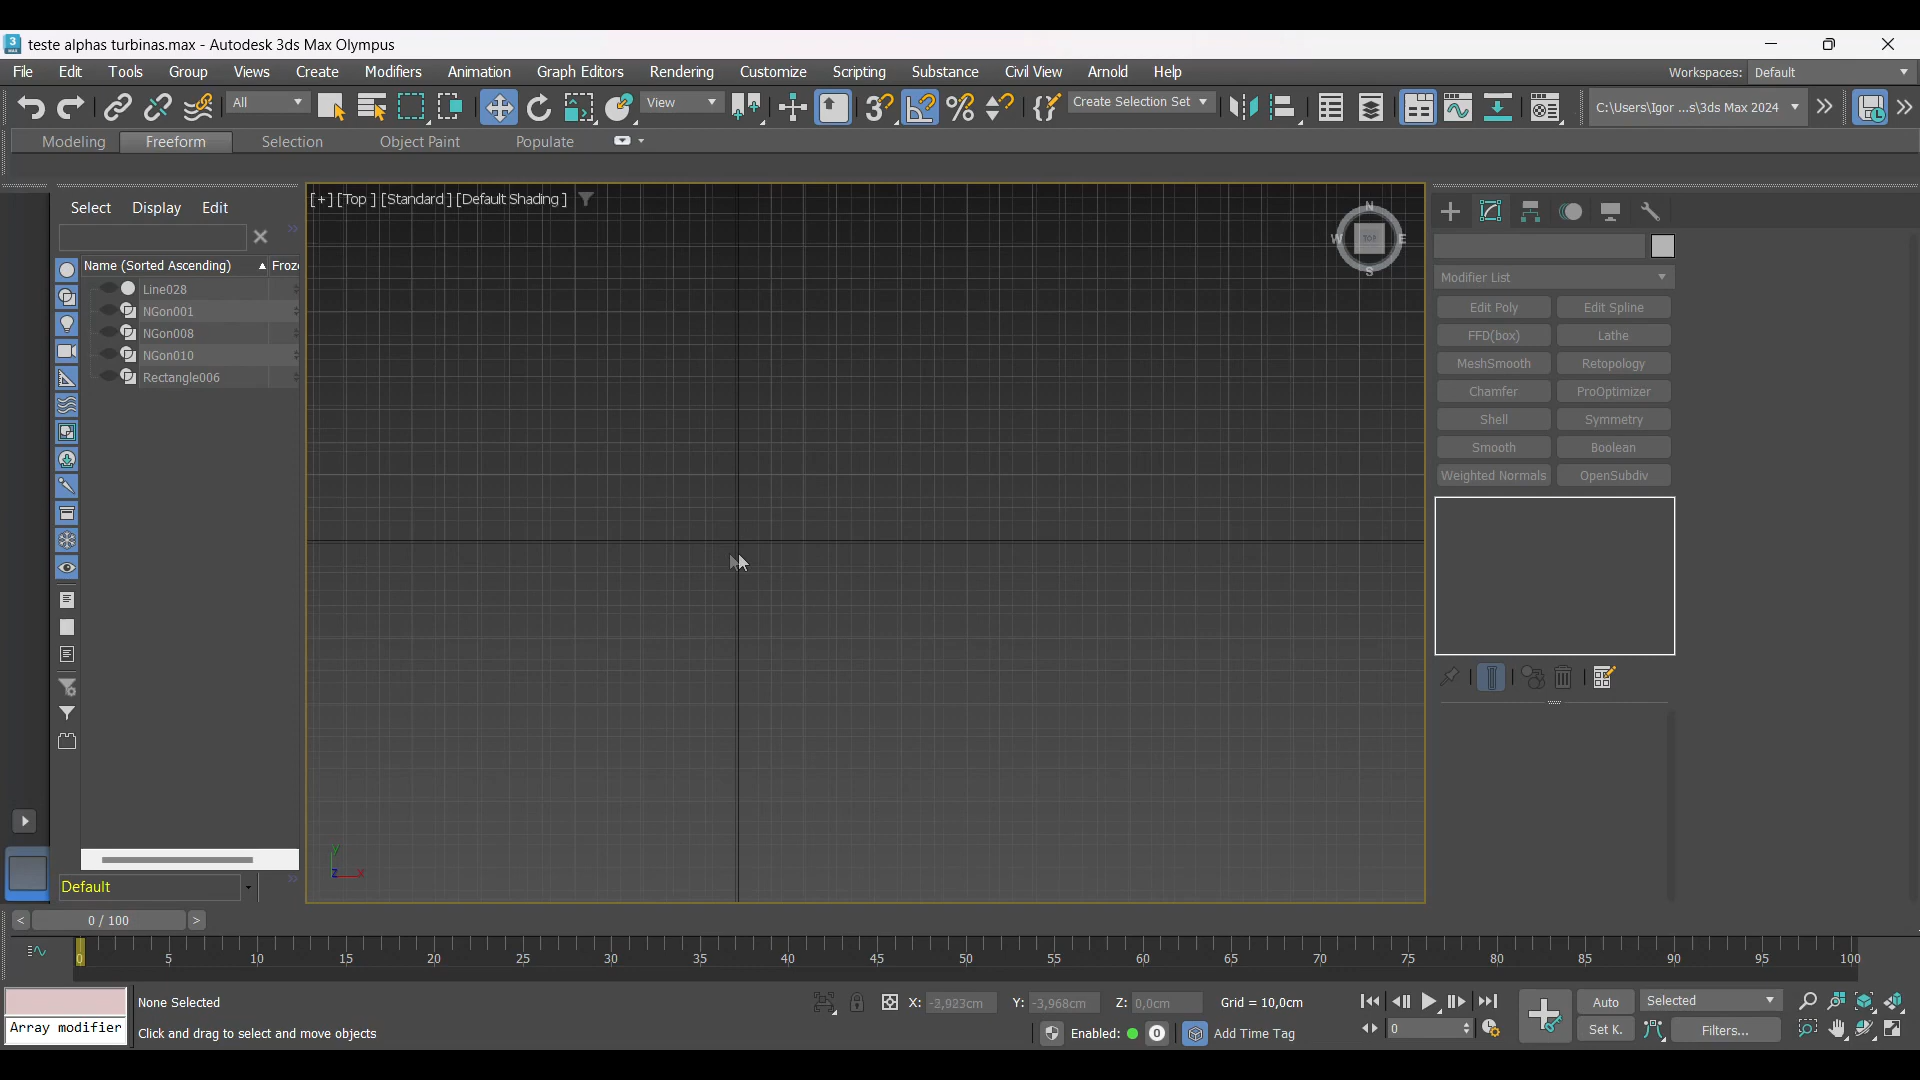 teste alphas turbinas.max - Autodesk 3ds Max Olympus
File Edit Tools Group Views Create Modifiers Animation Graph Editors Rendering Customize Scripting Substance Civil View Arnold Help Workspaces: Default
All View Create Selection Set C:\Users\Igor ...s\3ds Max 2024
Modeling Freeform Selection Object Paint Populate
Select Display Edit
Name (Sorted Ascending) Froze
Line028
NGon001
NGon008
NGon010
Rectangle006
Default
[+] [Top ] [Standard ] [Default Shading ]
N
W TOP E
S
y
z x
Modifier List
Edit Poly Edit Spline
FFD(box) Lathe
MeshSmooth Retopology
Chamfer ProOptimizer
Shell Symmetry
Smooth Boolean
Weighted Normals OpenSubdiv
< 0 / 100 >
0 5 10 15 20 25 30 35 40 45 50 55 60 65 70 75 80 85 90 95 100
None Selected X: -2,923cm Y: -3,968cm Z: 0,0cm Grid = 10,0cm Auto Selected
Array modifier Click and drag to select and move objects Enabled: 0 Add Time Tag 0 Set K. Filters...